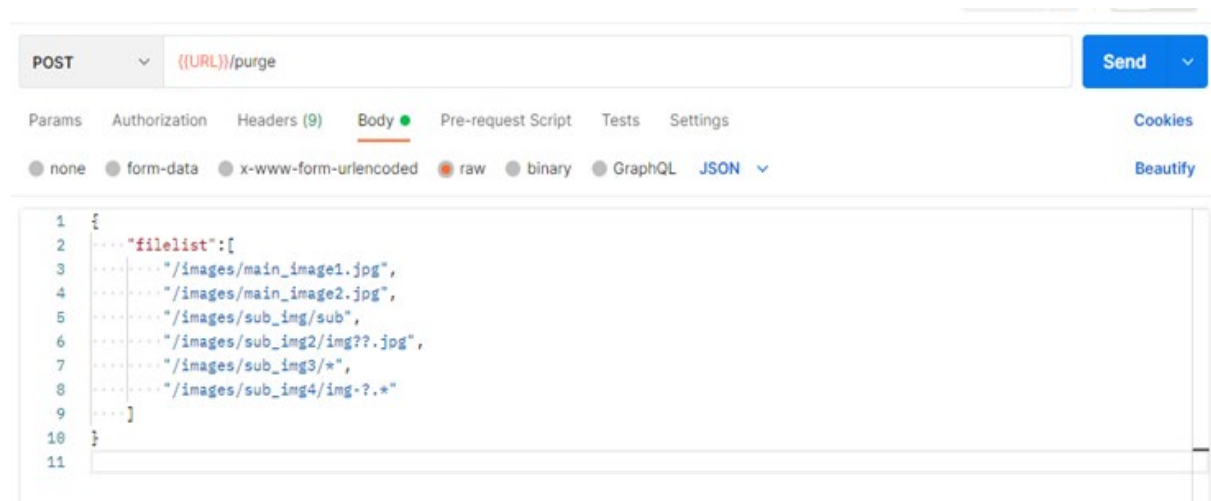 POST {{URL}}/purge Send
Params Authorization Headers (9) Body Pre-request Script Tests Settings Cookies
none form-data x-www-form-urlencoded raw binary GraphQL JSON Beautify
1 {
2 "filelist":[
3 "/images/main_image1.jpg",
4 "/images/main_image2.jpg",
5 "/images/sub_img/sub",
6 "/images/sub_img2/img??.jpg",
7 "/images/sub_img3/*",
8 "/images/sub_img4/img-?.*"
9 ]
10 }
11